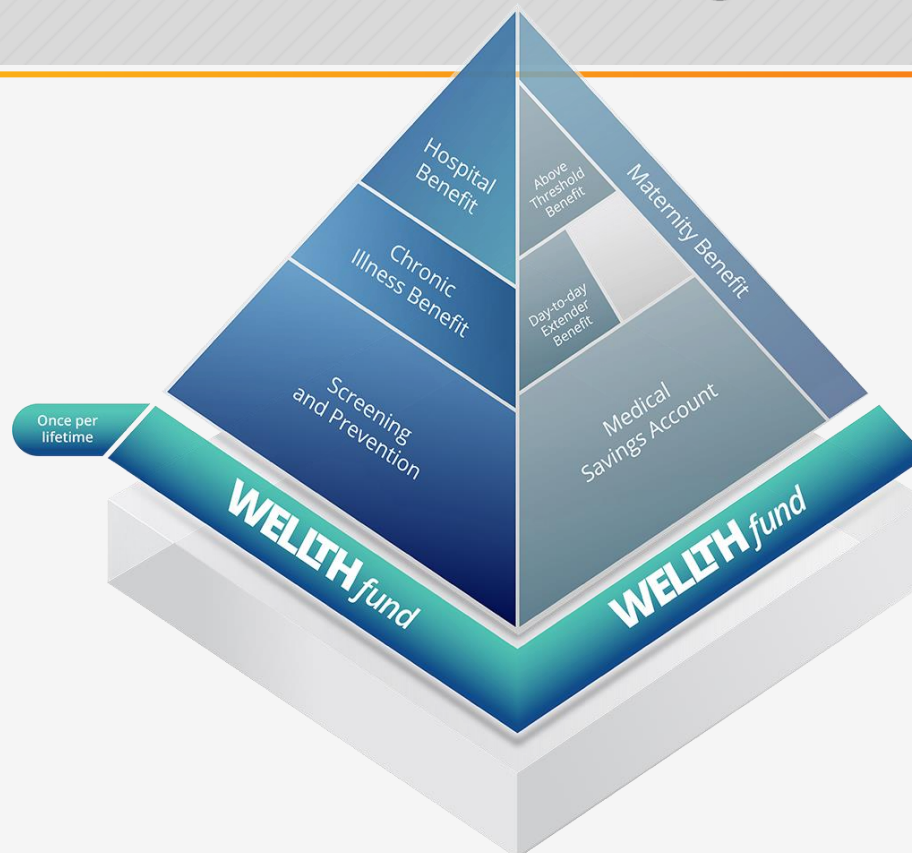 Hospital
Benefit
Chronic
Illness Benefit
Screening
and Prevention
Above
Threshold
Benefit
Maternity Benefit
Day-to-day
Extender
Benefit
Medical
Savings Account
Once per
lifetime
WELLTH fund
WELLTH fund